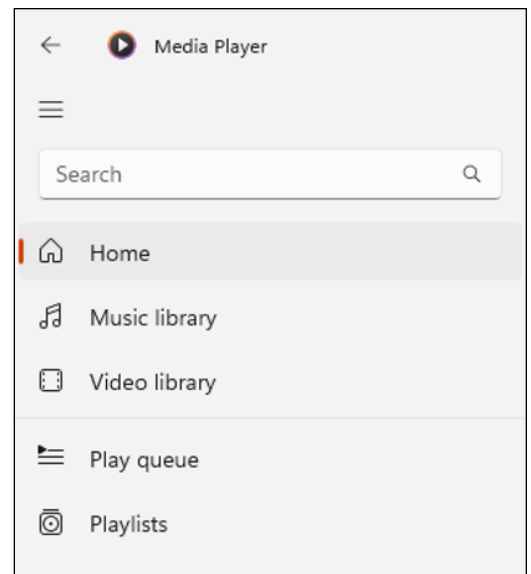 Media Player
Search
Home
Music library
Video library
Play queue
Playlists